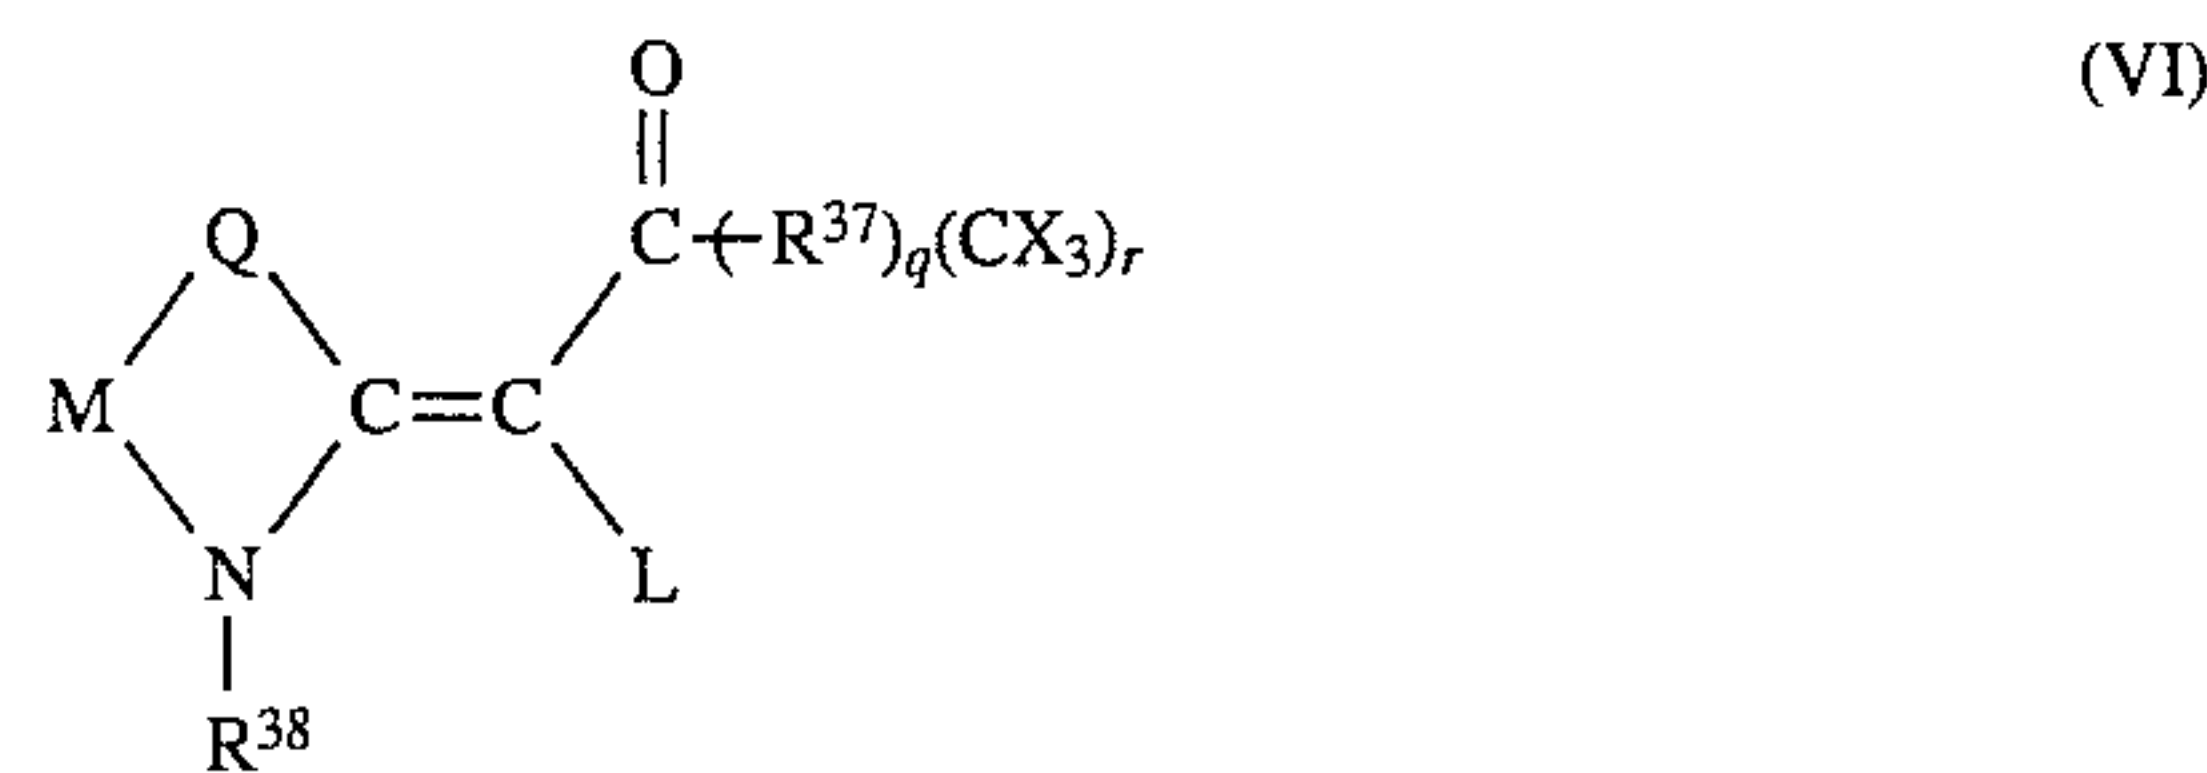 O (VI)
Q C(-R³⁷)q(CX₃)r
M C=C
N L
R³⁸